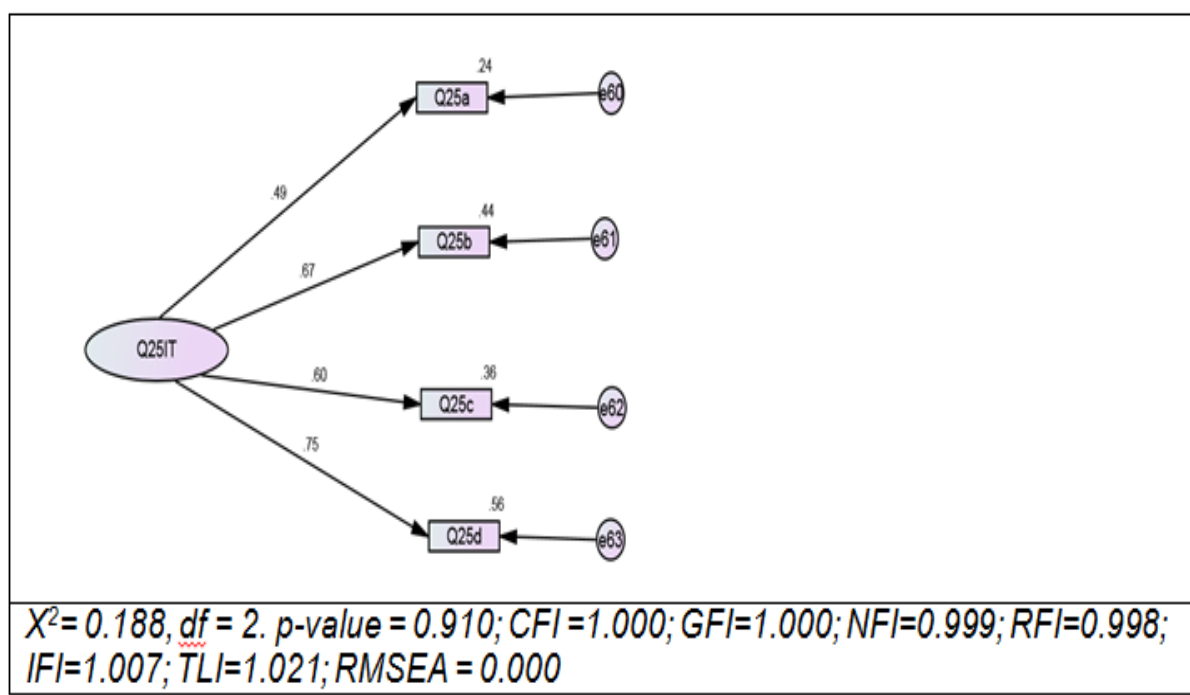 .24
Q25a
e60
.49
.44
Q25b
e61
.67
Q25IT
.36
.60
Q25c
e62
.75
.56
Q25d
e63
X²= 0.188, df = 2. p-value = 0.910; CFI =1.000; GFI=1.000; NFI=0.999; RFI=0.998;
IFI=1.007; TLI=1.021; RMSEA = 0.000